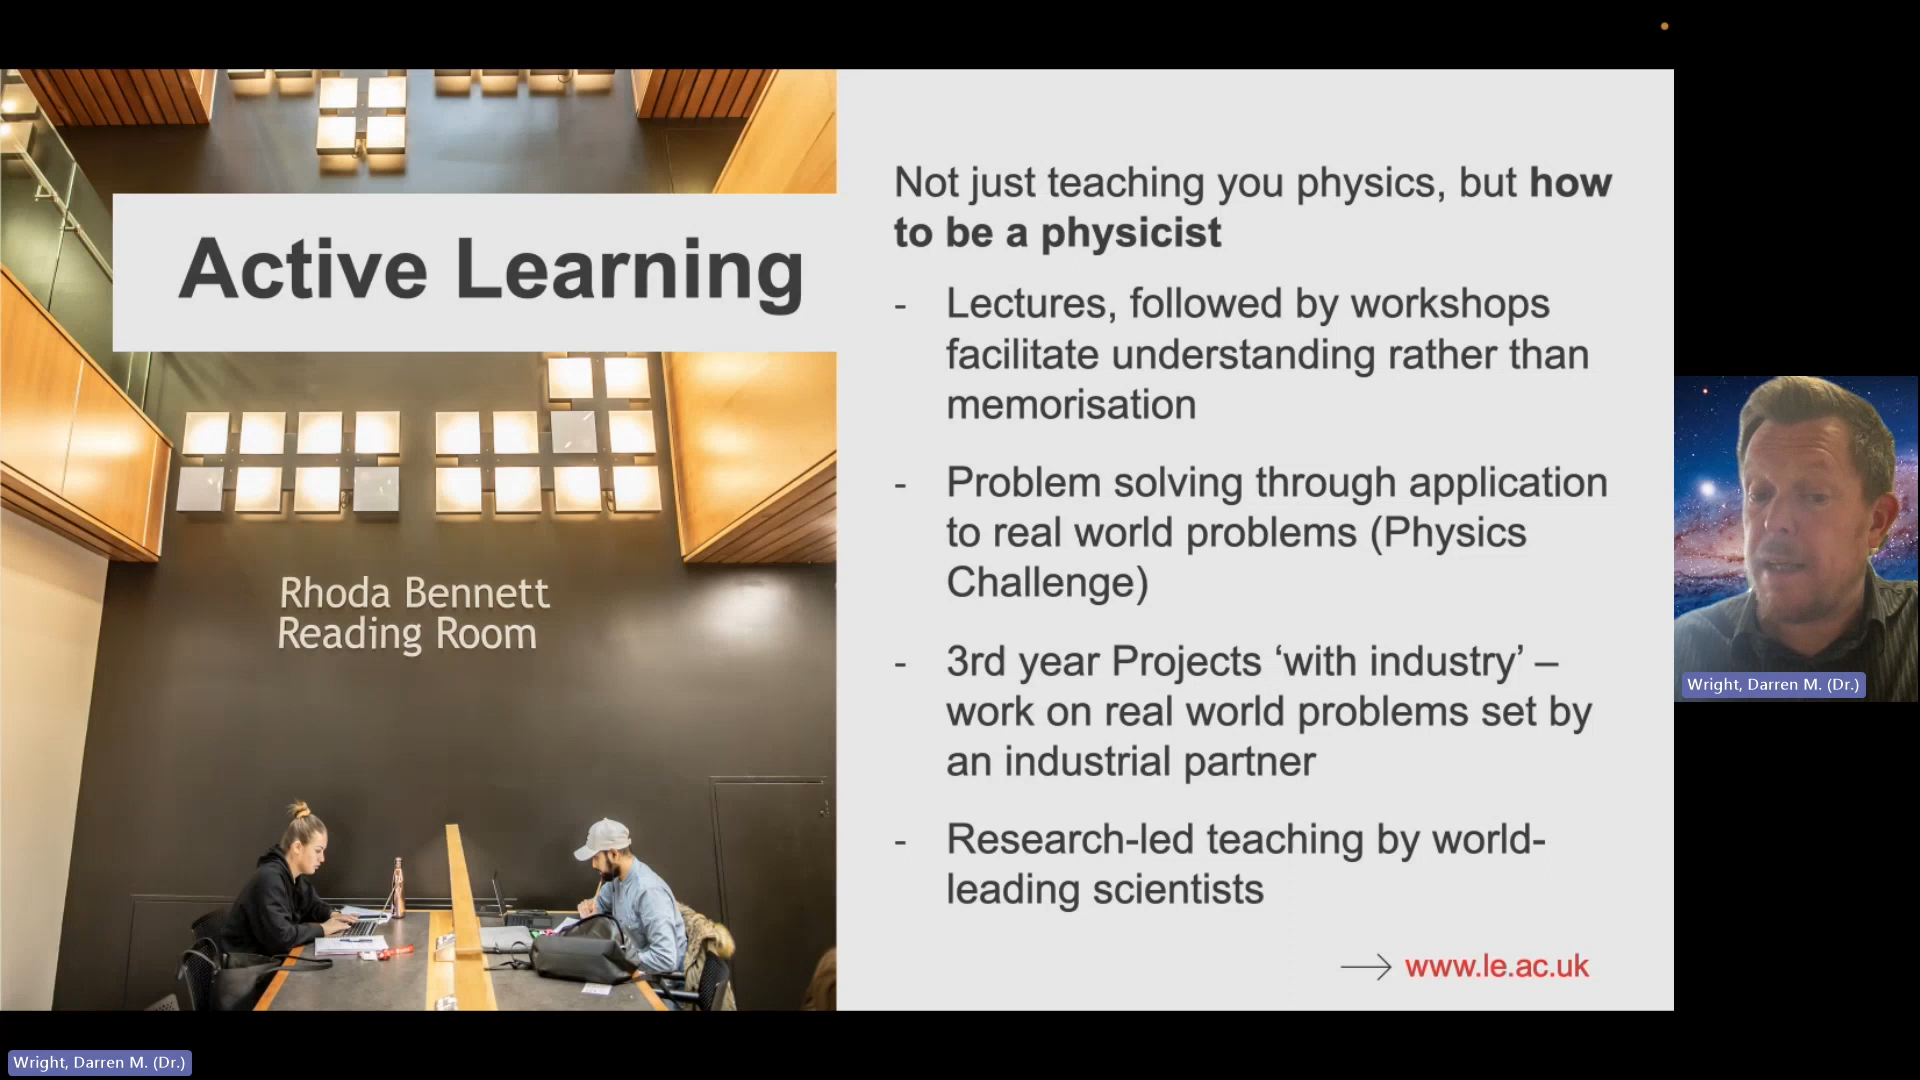 Active Learning
Rhoda Bennett
Reading Room
Not just teaching you physics, but how
to be a physicist
- Lectures, followed by workshops
facilitate understanding rather than
memorisation
- Problem solving through application
to real world problems (Physics
Challenge)
- 3rd year Projects ‘with industry’ –
work on real world problems set by
an industrial partner
- Research-led teaching by world-
leading scientists
www.le.ac.uk
Wright, Darren M. (Dr.)
Wright, Darren M. (Dr.)